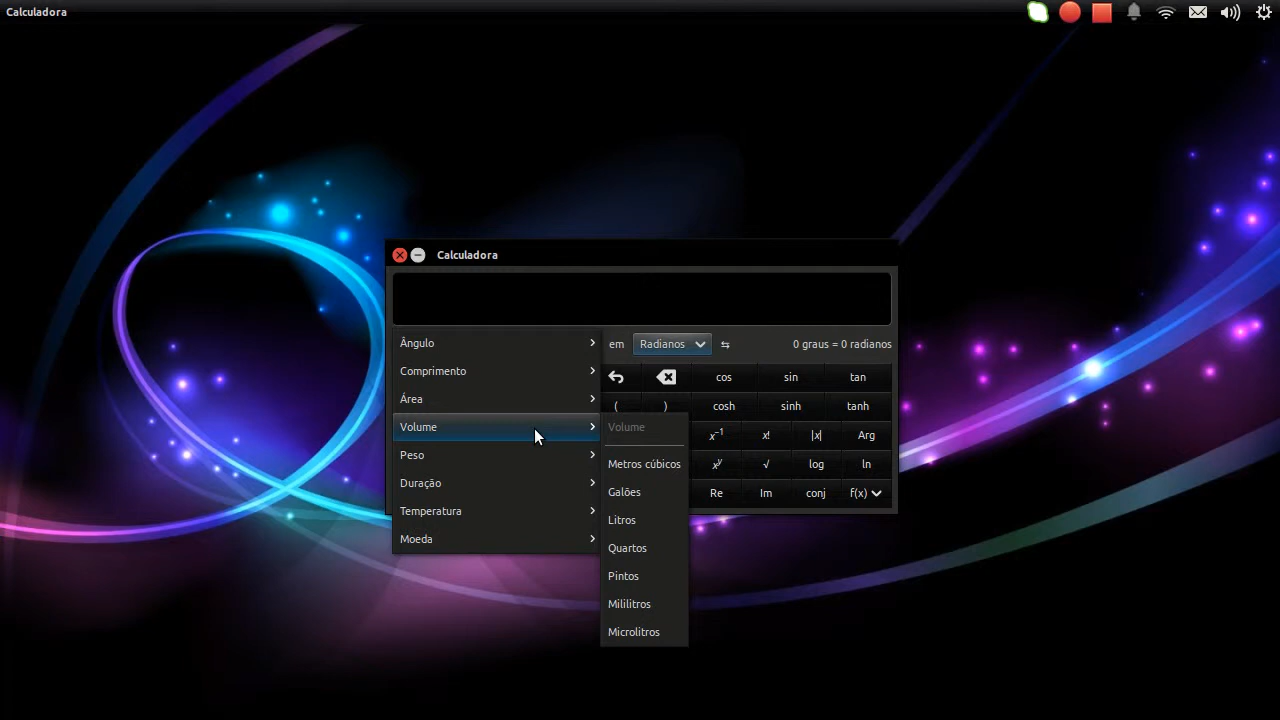 Calculadora
Calculadora
Ângulo
Comprimento
Área
Volume
Peso
Duração
Temperatura
Moeda
Volume
Metros cúbicos
Galões
Litros
Quartos
Pintos
Mililitros
Microlitros
em Radianos ⇆ 0 graus = 0 radianos
cos sin tan
( ) cosh sinh tanh
x⁻¹ x! |x| Arg
xʸ √ log ln
Re Im conj f(x)